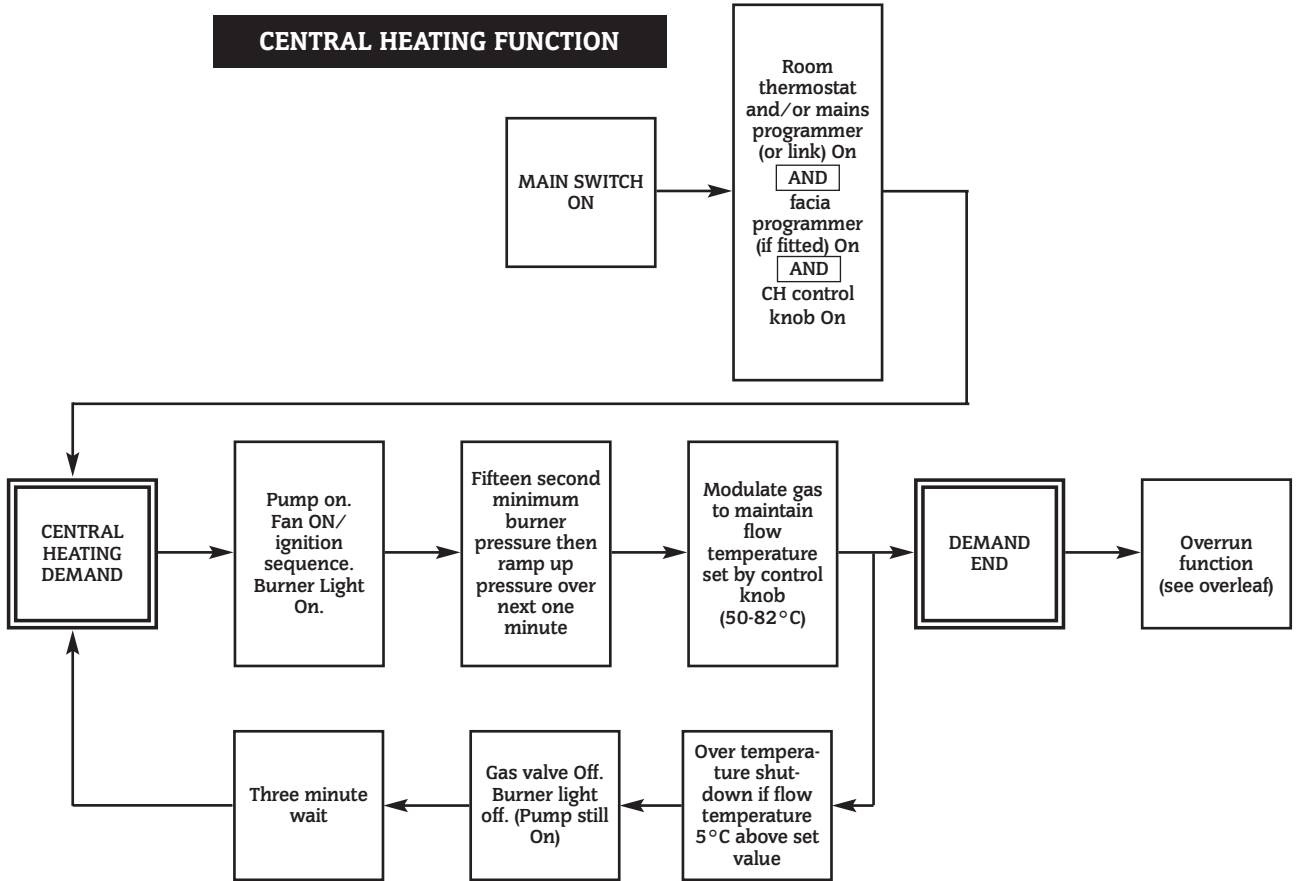 CENTRAL HEATING FUNCTION
MAIN SWITCH
ON
Room
thermostat
and/or mains
programmer
(or link) On
AND
facia
programmer
(if fitted) On
AND
CH control
knob On
CENTRAL
HEATING
DEMAND
Pump on.
Fan ON/
ignition
sequence.
Burner Light
On.
Fifteen second
minimum
burner
pressure then
ramp up
pressure over
next one
minute
Modulate gas
to maintain
flow
temperature
set by control
knob
(50-82°C)
DEMAND
END
Overrun
function
(see overleaf)
Three minute
wait
Gas valve Off.
Burner light
off. (Pump still
On)
Over tempera-
ture shut-
down if flow
temperature
5°C above set
value